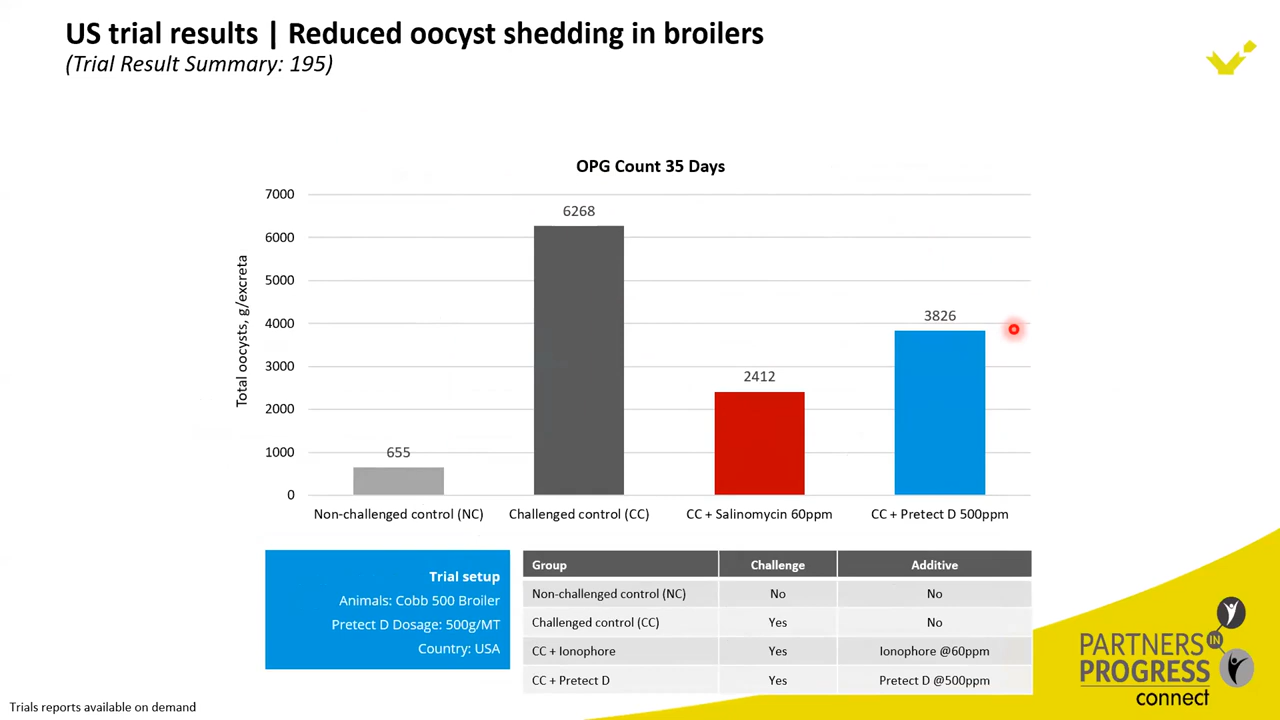 US trial results | Reduced oocyst shedding in broilers
(Trial Result Summary: 195)
OPG Count 35 Days
Total oocysts, g/excreta
7000
6000
5000
4000
3000
2000
1000
0
655
6268
2412
3826
Non-challenged control (NC)
Challenged control (CC)
CC + Salinomycin 60ppm
CC + Pretect D 500ppm
Trial setup
Animals: Cobb 500 Broiler
Pretect D Dosage: 500g/MT
Country: USA
Group Challenge Additive
Non-challenged control (NC) No No
Challenged control (CC) Yes No
CC + Ionophore Yes Ionophore @60ppm
CC + Pretect D Yes Pretect D @500ppm
PARTNERS IN
PROGRESS
connect
Trials reports available on demand